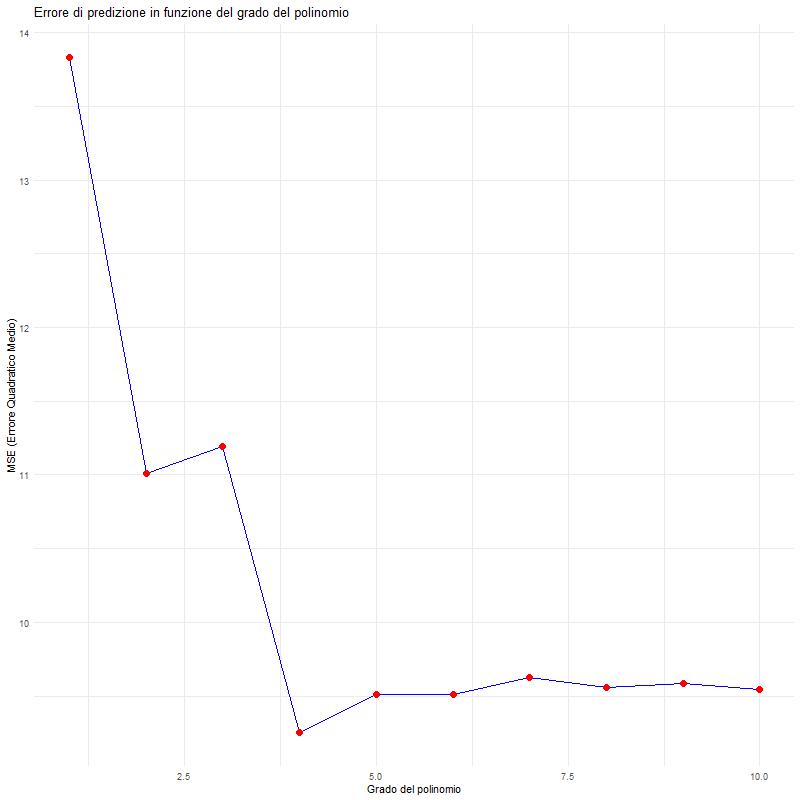 Errore di predizione in funzione del grado del polinomio
14
13
12
11
10
MSE (Errore Quadratico Medio)
2.5 5.0 7.5 10.0
Grado del polinomio